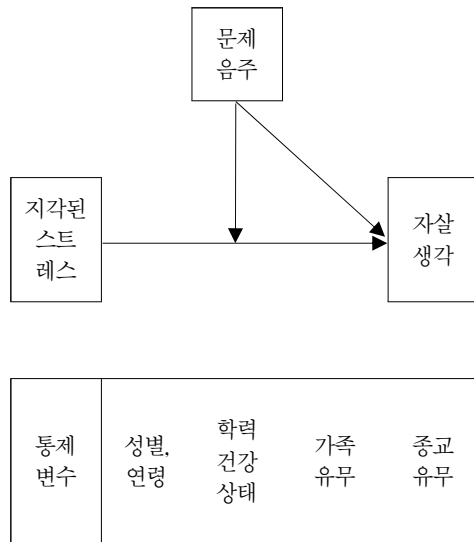 문제
음주
지각된
스트
레스
자살
생각
통제
변수
성별,
연령
학력
건강
상태
가족
유무
종교
유무